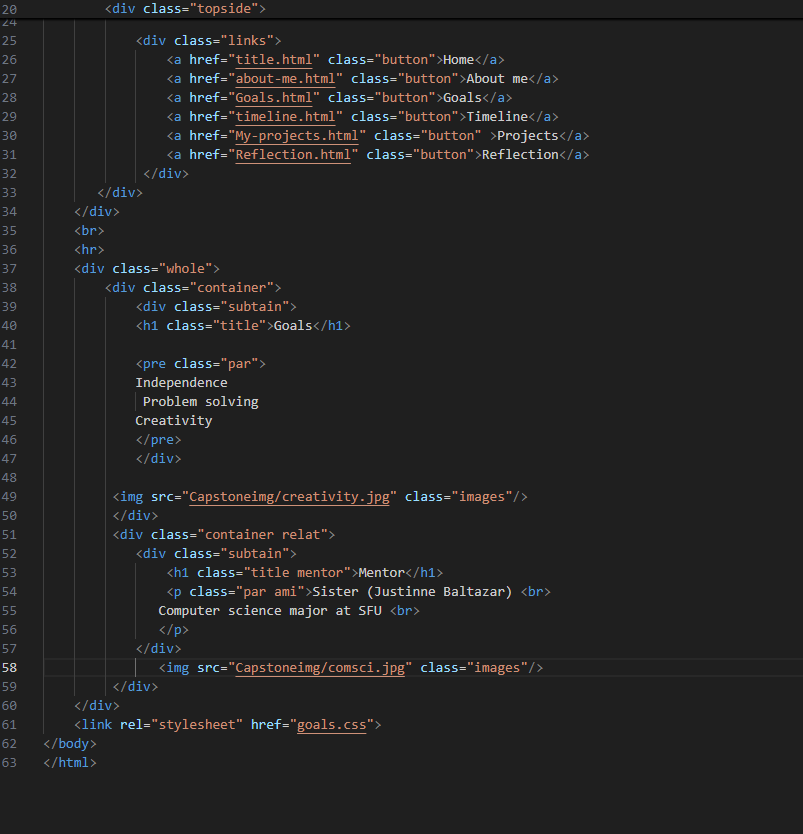 20 <div class="topside">
24
25 <div class="links">
26 <a href="title.html" class="button">Home</a>
27 <a href="about-me.html" class="button">About me</a>
28 <a href="Goals.html" class="button">Goals</a>
29 <a href="timeline.html" class="button">Timeline</a>
30 <a href="My-projects.html" class="button" >Projects</a>
31 <a href="Reflection.html" class="button">Reflection</a>
32 </div>
33 </div>
34 </div>
35 <br>
36 <hr>
37 <div class="whole">
38 <div class="container">
39 <div class="subtain">
40 <h1 class="title">Goals</h1>
41
42 <pre class="par">
43 Independence
44 Problem solving
45 Creativity
46 </pre>
47 </div>
48
49 <img src="Capstoneimg/creativity.jpg" class="images"/>
50 </div>
51 <div class="container relat">
52 <div class="subtain">
53 <h1 class="title mentor">Mentor</h1>
54 <p class="par ami">Sister (Justinne Baltazar) <br>
55 Computer science major at SFU <br>
56 </p>
57 </div>
58 <img src="Capstoneimg/comsci.jpg" class="images"/>
59 </div>
60 </div>
61 <link rel="stylesheet" href="goals.css">
62 </body>
63 </html>